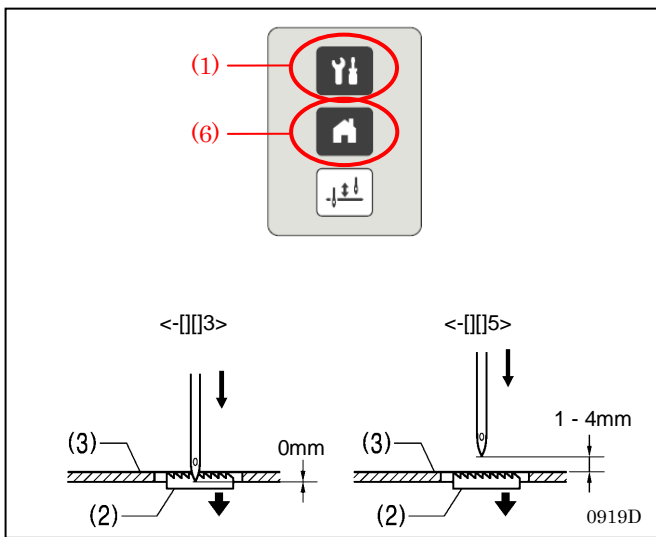 (1)
(6)
<-[][]3>
<-[][]5>
1 - 4mm
(3)
0mm
(3)
(2)
(2)
0919D